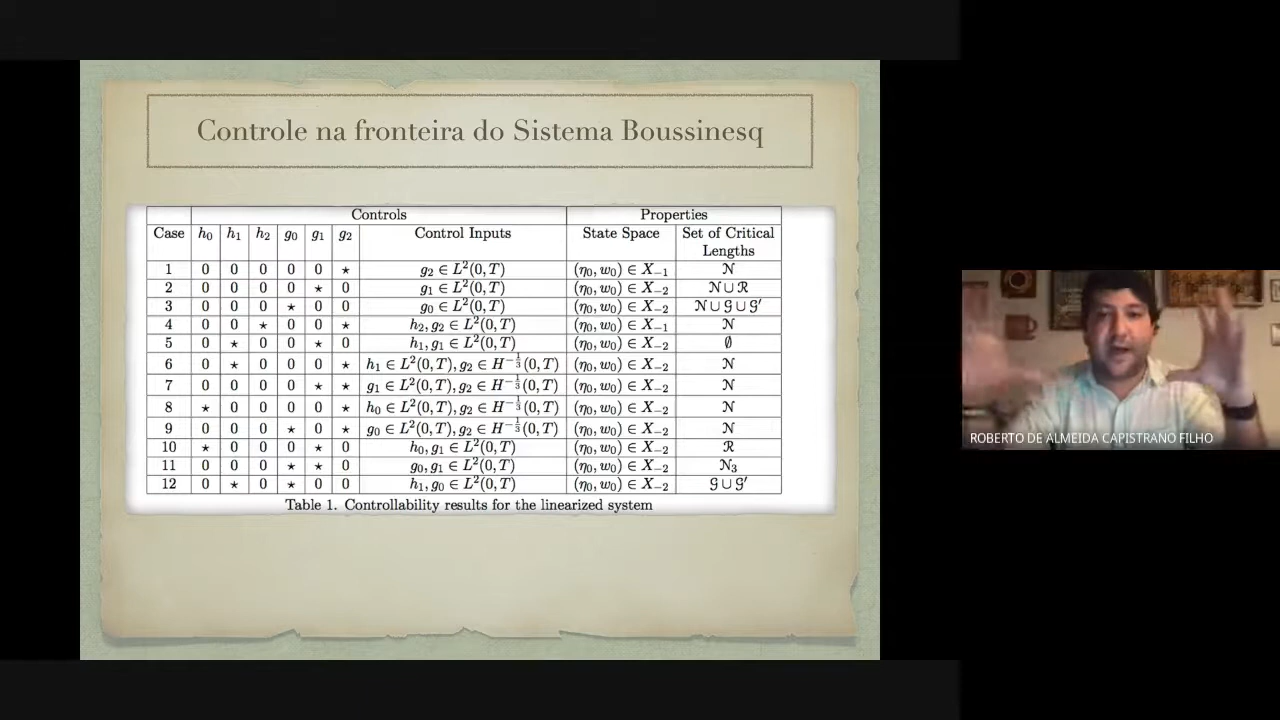 Controle na fronteira do Sistema Boussinesq
Controls Properties
Case h₀ h₁ h₂ g₀ g₁ g₂ Control Inputs State Space Set of Critical
Lengths
1 0 0 0 0 0 ⋆ g₂ ∈ L²(0, T) (η₀, w₀) ∈ X₋₁ 𝒩
2 0 0 0 0 ⋆ 0 g₁ ∈ L²(0, T) (η₀, w₀) ∈ X₋₂ 𝒩 ∪ ℛ
3 0 0 0 ⋆ 0 0 g₀ ∈ L²(0, T) (η₀, w₀) ∈ X₋₂ 𝒩 ∪ 𝒢 ∪ 𝒢′
4 0 0 ⋆ 0 0 ⋆ h₂, g₂ ∈ L²(0, T) (η₀, w₀) ∈ X₋₁ 𝒩
5 0 ⋆ 0 0 ⋆ 0 h₁, g₁ ∈ L²(0, T) (η₀, w₀) ∈ X₋₂ ∅
6 0 ⋆ 0 0 0 ⋆ h₁ ∈ L²(0, T), g₂ ∈ H^{-1/3}(0, T) (η₀, w₀) ∈ X₋₂ 𝒩
7 0 0 0 0 ⋆ ⋆ g₁ ∈ L²(0, T), g₂ ∈ H^{-1/3}(0, T) (η₀, w₀) ∈ X₋₂ 𝒩
8 ⋆ 0 0 0 0 ⋆ h₀ ∈ L²(0, T), g₂ ∈ H^{-1/3}(0, T) (η₀, w₀) ∈ X₋₂ 𝒩
9 0 0 0 ⋆ 0 ⋆ g₀ ∈ L²(0, T), g₂ ∈ H^{-1/3}(0, T) (η₀, w₀) ∈ X₋₂ 𝒩
10 ⋆ 0 0 0 ⋆ 0 h₀, g₁ ∈ L²(0, T) (η₀, w₀) ∈ X₋₂ ℛ
11 0 0 0 ⋆ ⋆ 0 g₀, g₁ ∈ L²(0, T) (η₀, w₀) ∈ X₋₂ 𝒩₃
12 0 ⋆ 0 ⋆ 0 0 h₁, g₀ ∈ L²(0, T) (η₀, w₀) ∈ X₋₂ 𝒢 ∪ 𝒢′
Table 1. Controllability results for the linearized system
ROBERTO DE ALMEIDA CAPISTRANO FILHO